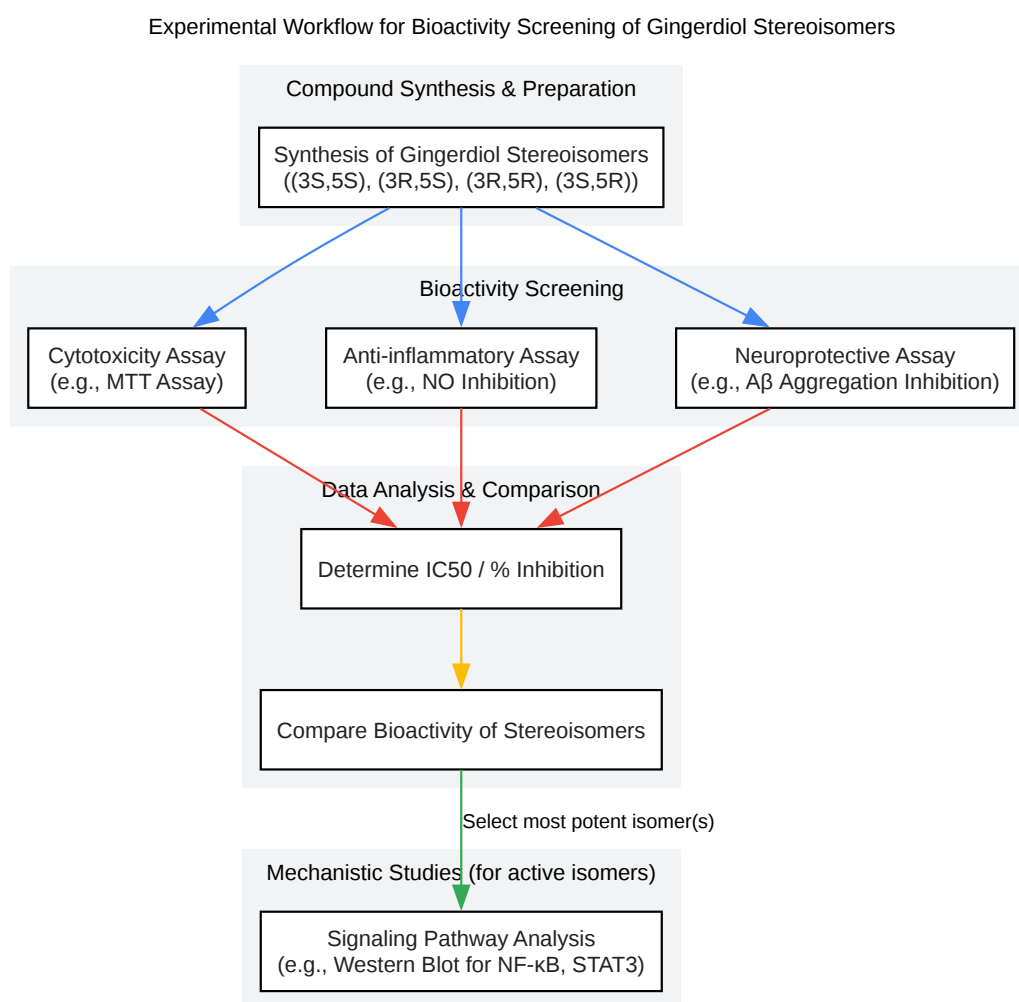 Experimental Workflow for Bioactivity Screening of Gingerdiol Stereoisomers
Compound Synthesis & Preparation
Synthesis of Gingerdiol Stereoisomers
((3S,5S), (3R,5S), (3R,5R), (3S,5R))
Bioactivity Screening
Cytotoxicity Assay
(e.g., MTT Assay)
Anti-inflammatory Assay
(e.g., NO Inhibition)
Neuroprotective Assay
(e.g., Aβ Aggregation Inhibition)
Data Analysis & Comparison
Determine IC50 / % Inhibition
Compare Bioactivity of Stereoisomers
Select most potent isomer(s)
Mechanistic Studies (for active isomers)
Signaling Pathway Analysis
(e.g., Western Blot for NF-κB, STAT3)